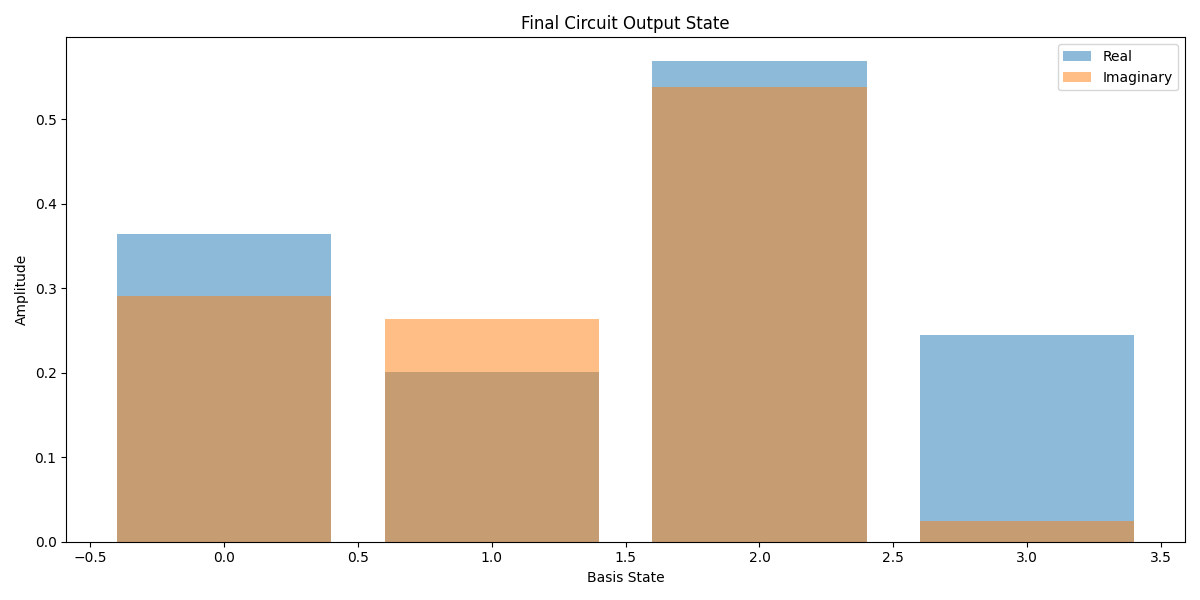 Final Circuit Output State
Real
Imaginary
Amplitude
0.5
0.4
0.3
0.2
0.1
0.0
−0.5 0.0 0.5 1.0 1.5 2.0 2.5 3.0 3.5
Basis State